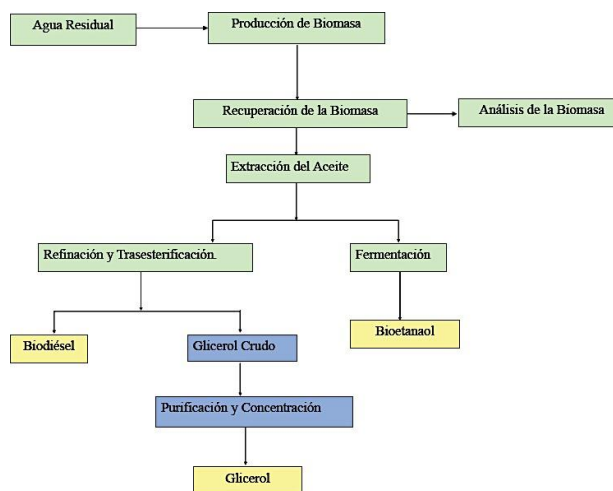 Agua Residual
Producción de Biomasa
Recuperación de la Biomasa
Análisis de la Biomasa
Extracción del Aceite
Refinación y Trasesterificación.
Fermentación
Biodiésel
Glicerol Crudo
Bioetanaol
Purificación y Concentración
Glicerol